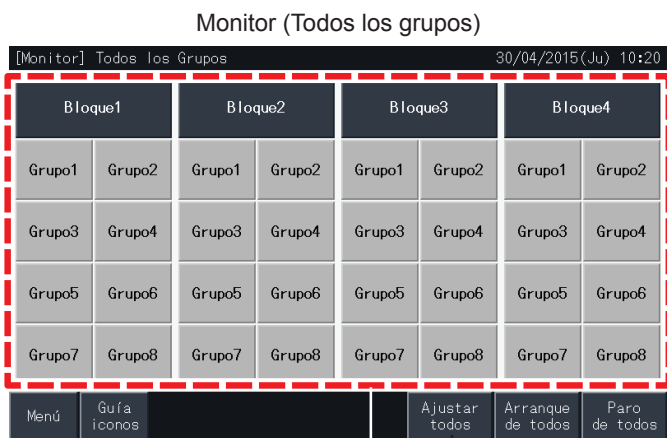 Monitor (Todos los grupos)
[Monitor] Todos los Grupos 30/04/2015(Ju) 10:20
Bloque1 Bloque2 Bloque3 Bloque4
Grupo1 Grupo2 Grupo1 Grupo2 Grupo1 Grupo2 Grupo1 Grupo2
Grupo3 Grupo4 Grupo3 Grupo4 Grupo3 Grupo4 Grupo3 Grupo4
Grupo5 Grupo6 Grupo5 Grupo6 Grupo5 Grupo6 Grupo5 Grupo6
Grupo7 Grupo8 Grupo7 Grupo8 Grupo7 Grupo8 Grupo7 Grupo8
Menú
Guía
iconos
Ajustar
todos
Arranque
de todos
Paro
de todos